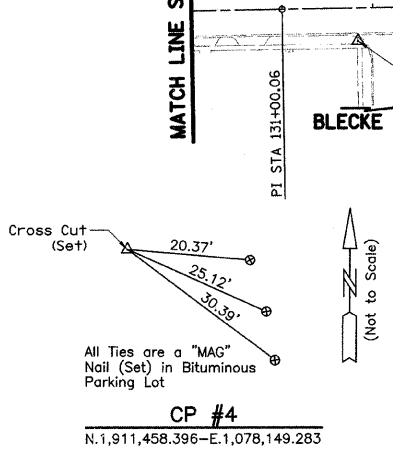 MATCH LINE S
PI STA 131+00.06
BLECKE
Cross Cut
(Set)
20.37'
25.12'
30.39'
N
(Not to Scale)
All Ties are a "MAG"
Nail (Set) in Bituminous
Parking Lot
CP #4
N.1,911,458.396–E.1,078,149.283